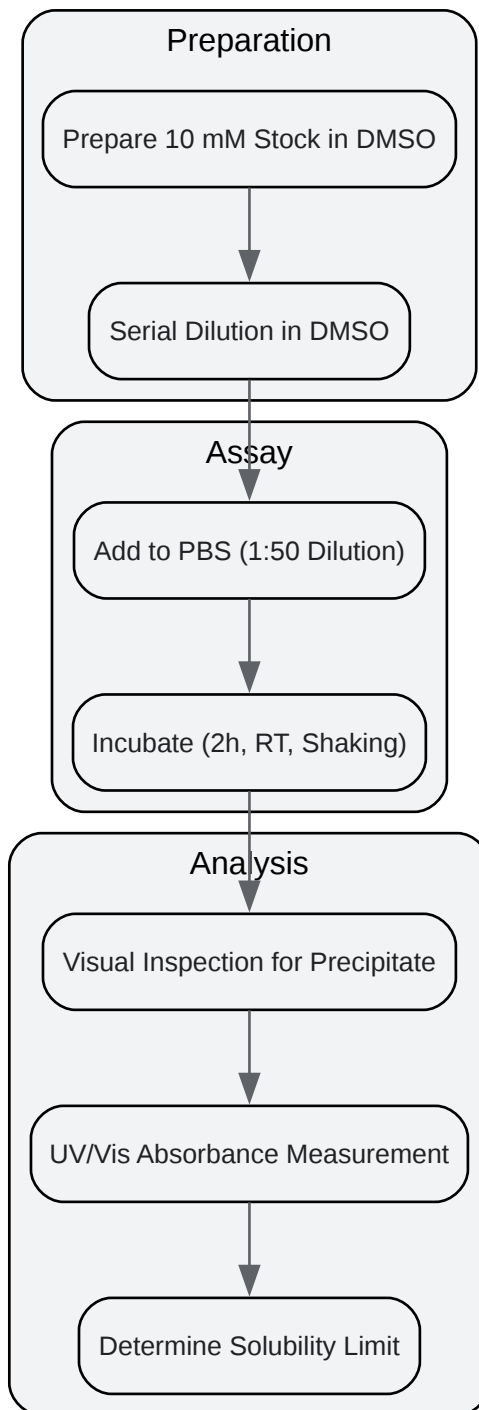 Preparation
Prepare 10 mM Stock in DMSO
Serial Dilution in DMSO
Assay
Add to PBS (1:50 Dilution)
Incubate (2h, RT, Shaking)
Analysis
Visual Inspection for Precipitate
UV/Vis Absorbance Measurement
Determine Solubility Limit